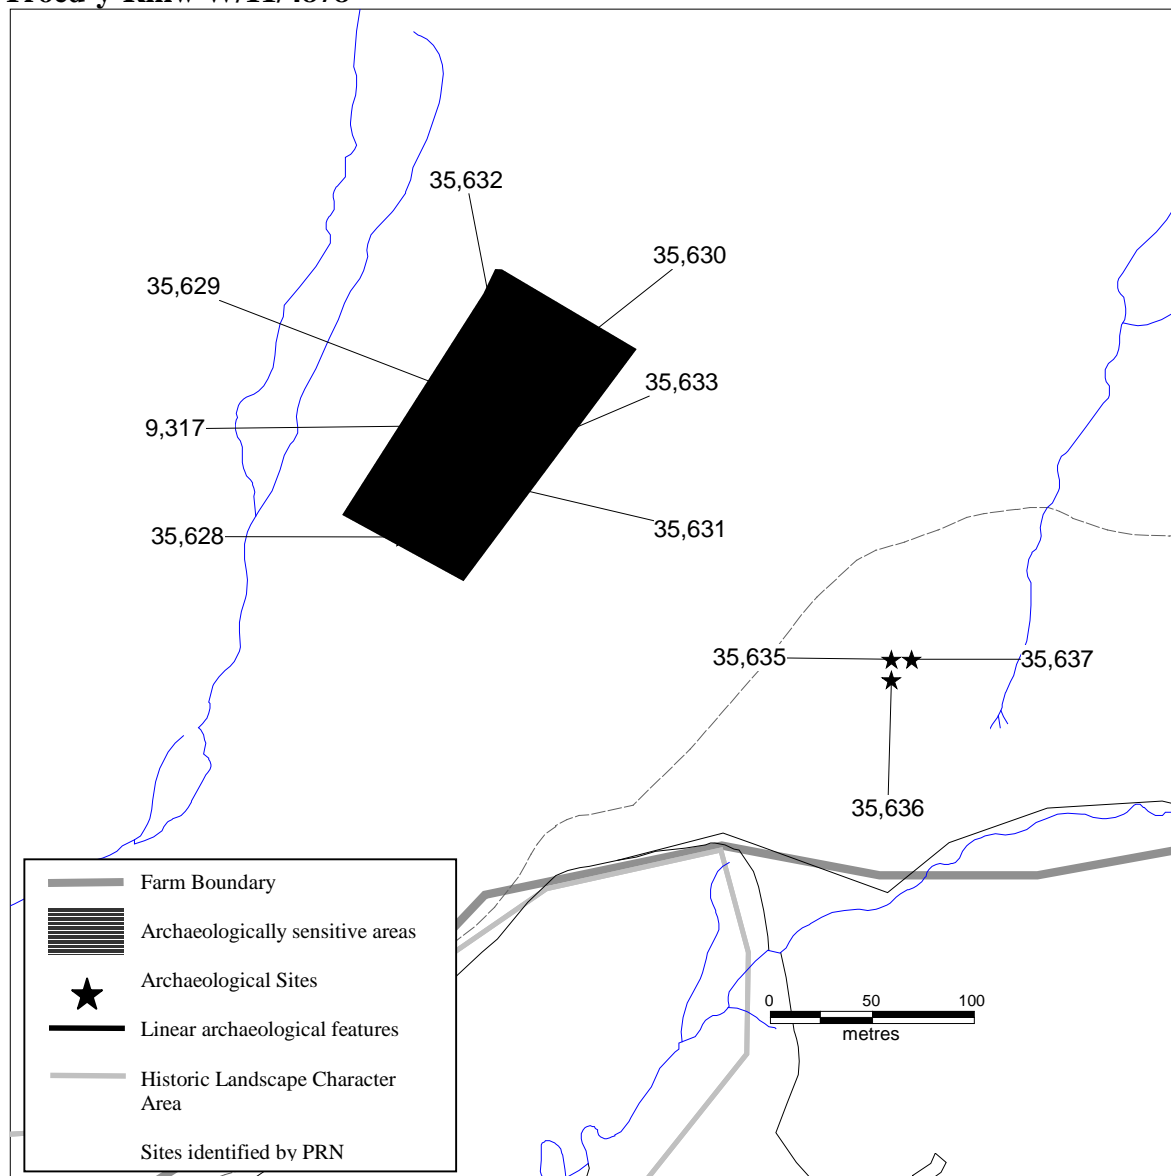 35,632
35,630
35,629
35,633
9,317
35,631
35,628
35,635
35,637
35,636
Farm Boundary
Archaeologically sensitive areas
Archaeological Sites
Linear archaeological features
Historic Landscape Character
Area
Sites identified by PRN
0 50 100
metres